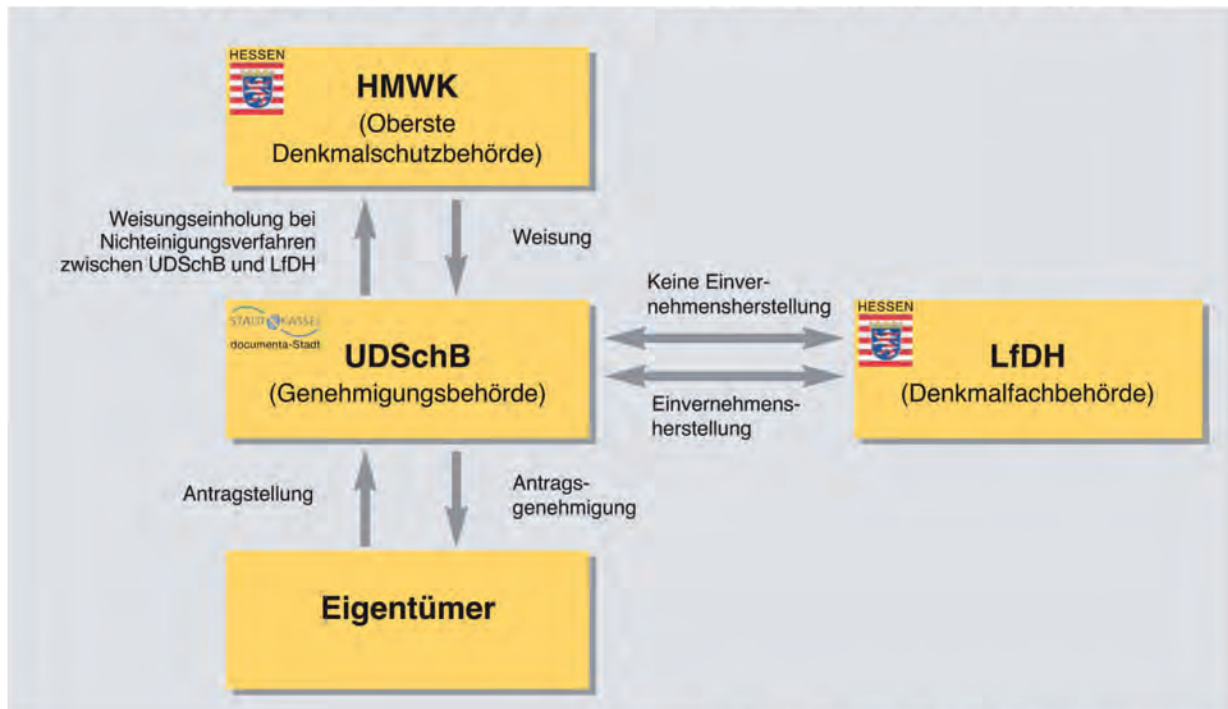 HESSEN
HMWK
(Oberste
Denkmalschutzbehörde)
Weisungseinholung bei
Nichteinigungsverfahren
zwischen UDSchB und LfDH
Weisung
Keine Einver-
nehmensherstellung
STADT KASSEL
documenta-Stadt
UDSchB
(Genehmigungsbehörde)
HESSEN
LfDH
(Denkmalfachbehörde)
Einvernehmens-
herstellung
Antragstellung
Antrags-
genehmigung
Eigentümer